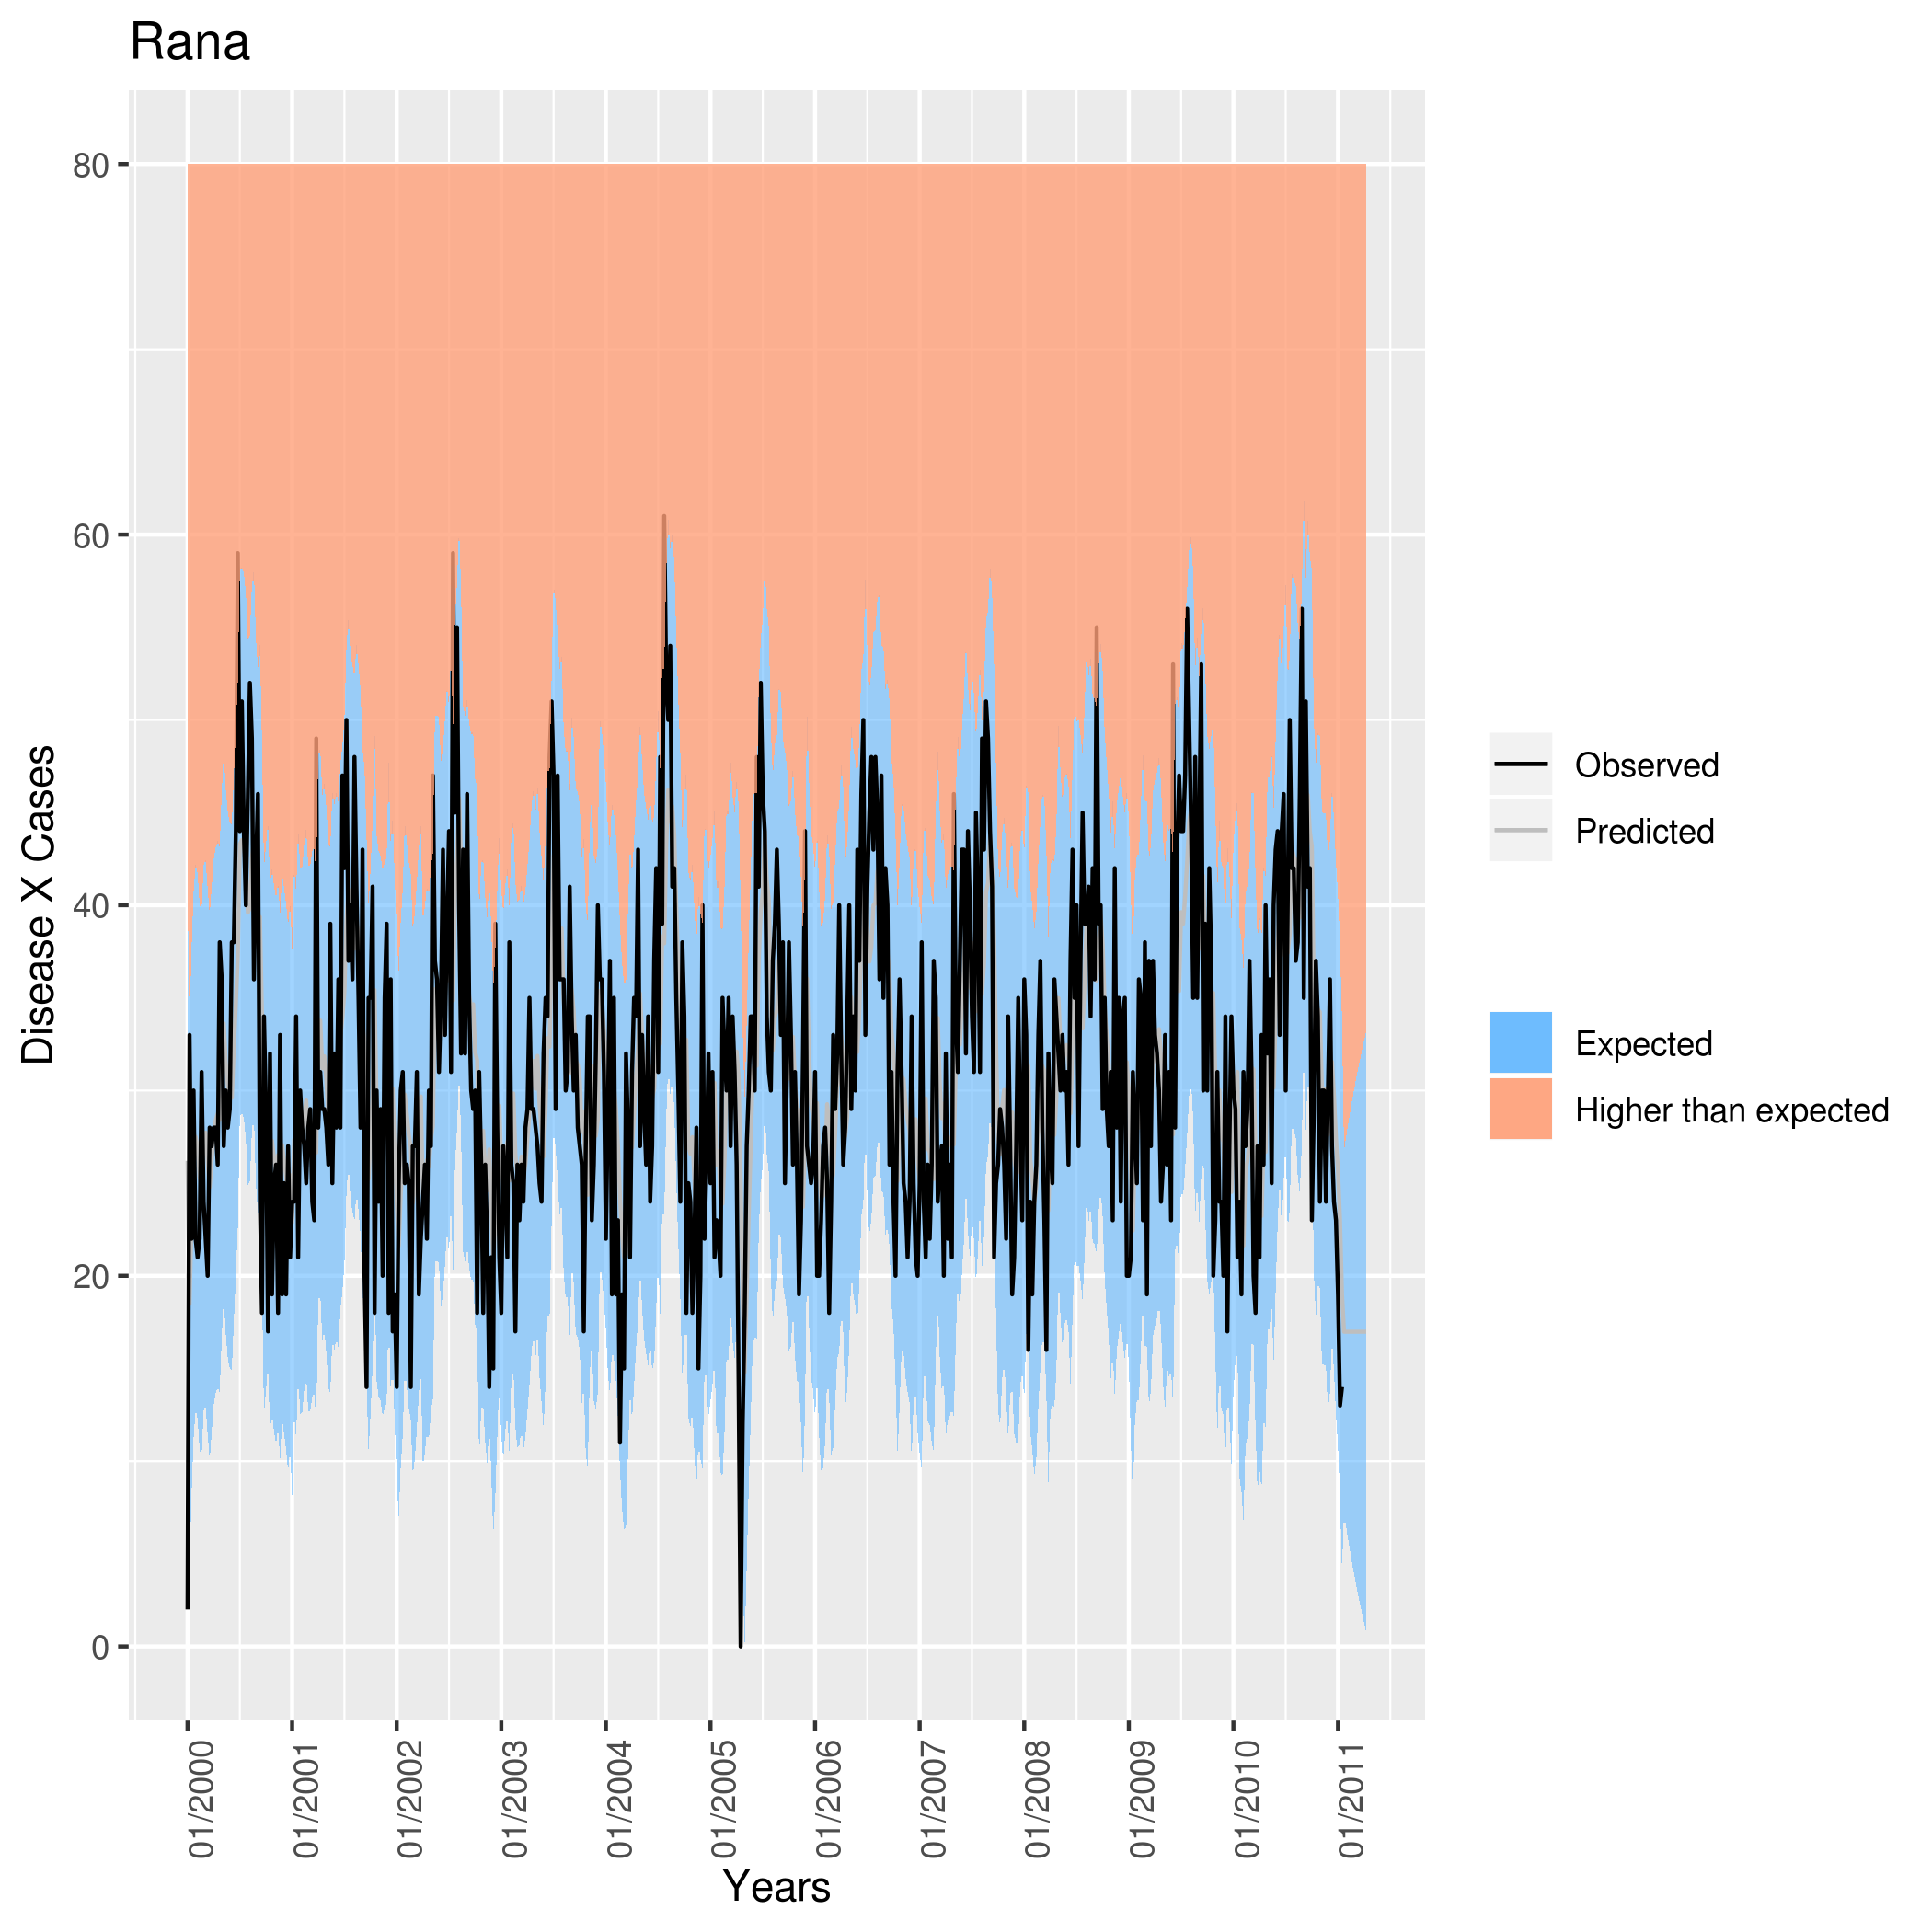 Rana
Disease X Cases
80
60
40
20
0
01/2000
01/2001
01/2002
01/2003
01/2004
01/2005
01/2006
01/2007
01/2008
01/2009
01/2010
01/2011
Years
Observed
Predicted
Expected
Higher than expected